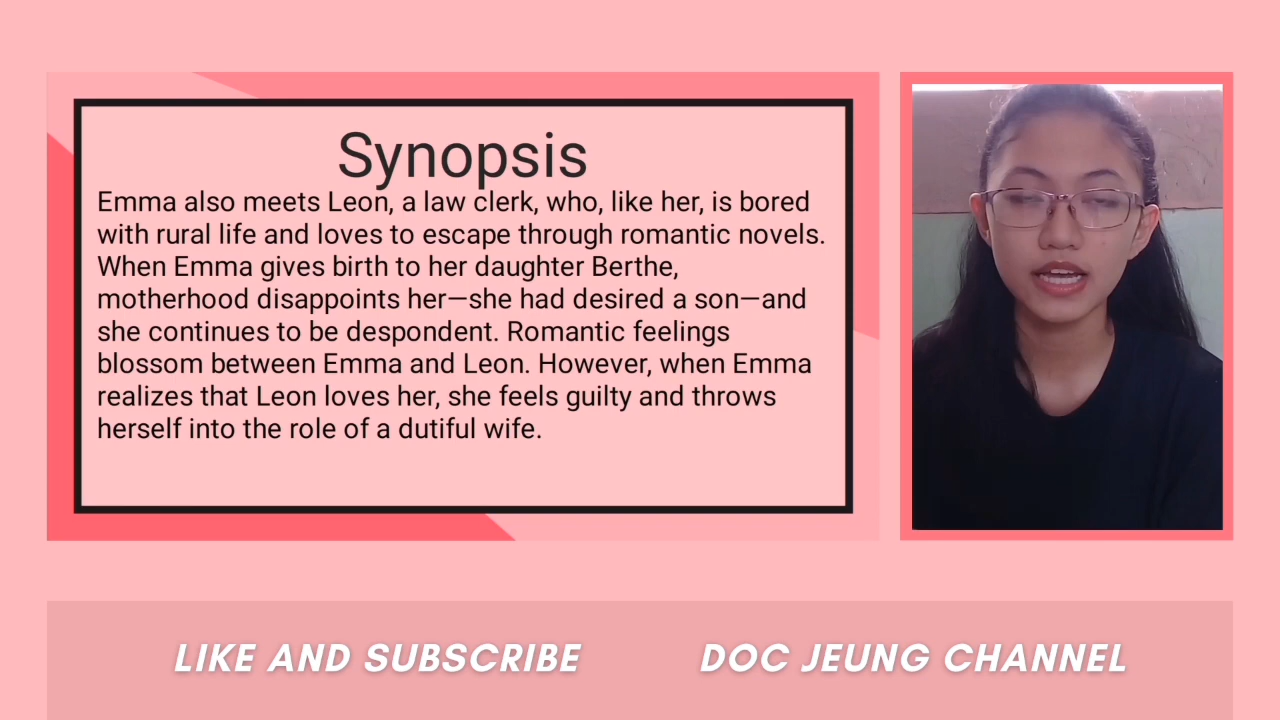 Synopsis
Emma also meets Leon, a law clerk, who, like her, is bored
with rural life and loves to escape through romantic novels.
When Emma gives birth to her daughter Berthe,
motherhood disappoints her—she had desired a son—and
she continues to be despondent. Romantic feelings
blossom between Emma and Leon. However, when Emma
realizes that Leon loves her, she feels guilty and throws
herself into the role of a dutiful wife.
LIKE AND SUBSCRIBE
DOC JEUNG CHANNEL